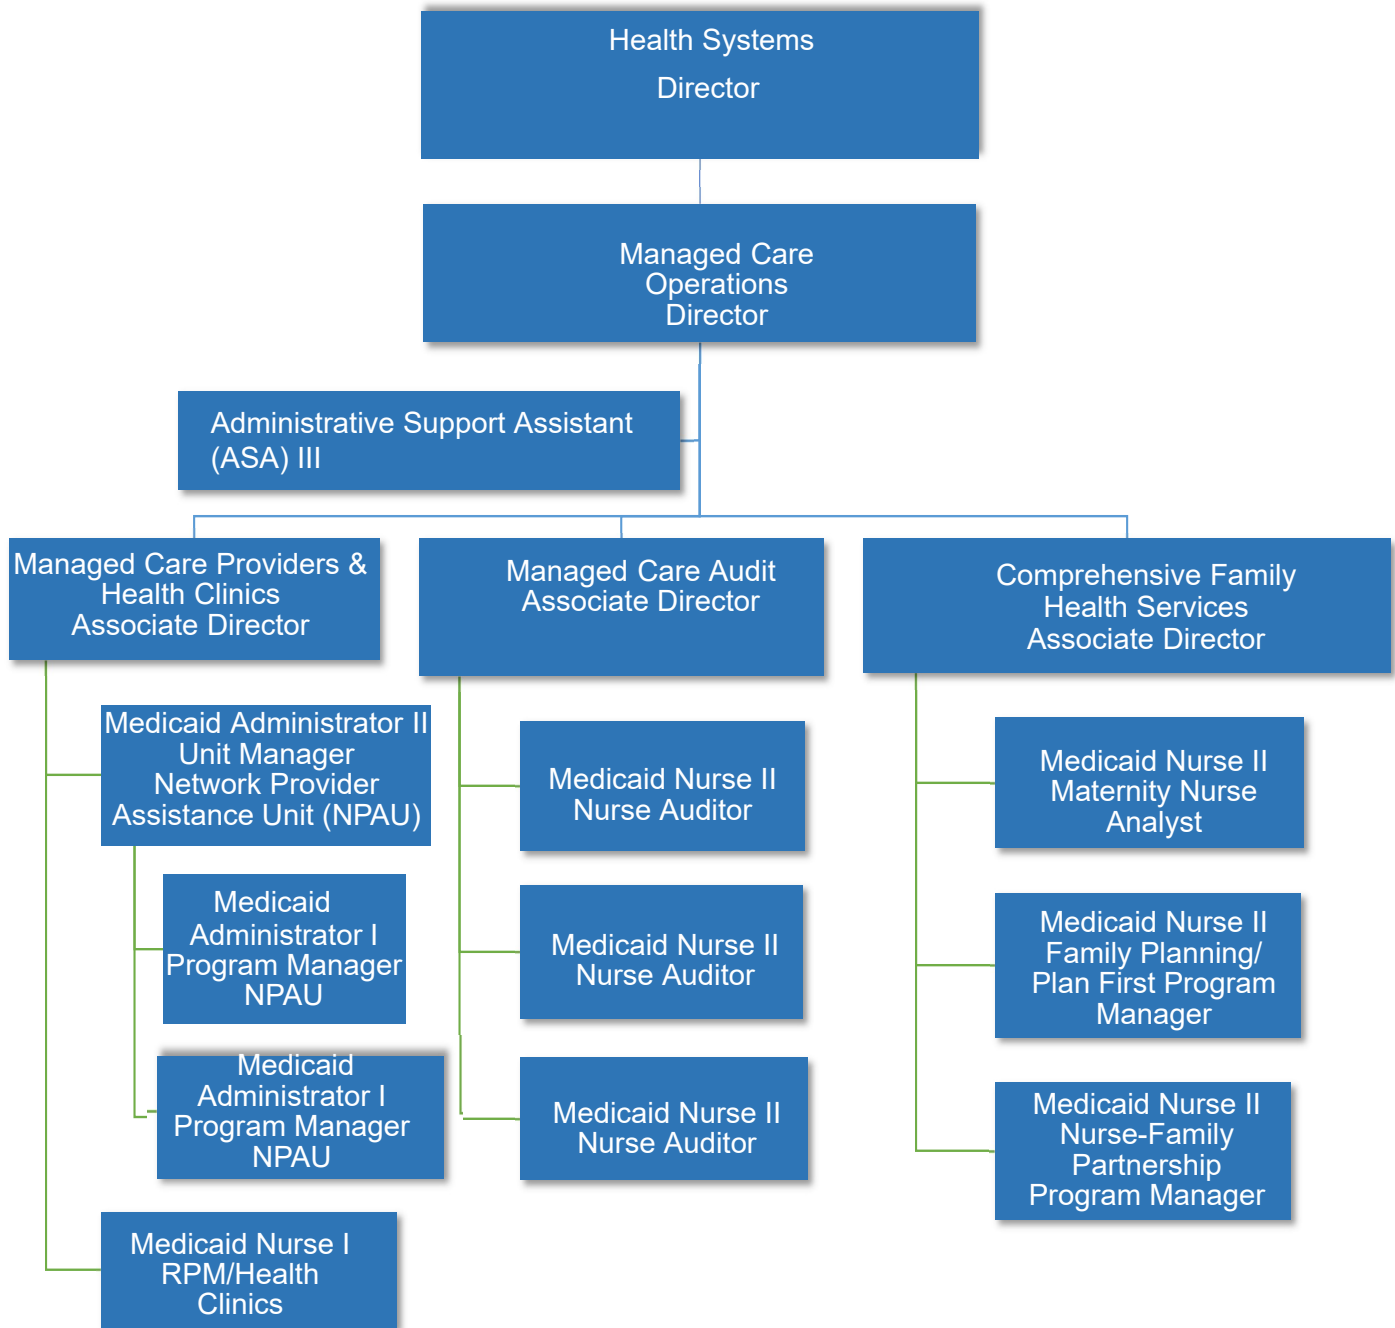 Health Systems
Director
Managed Care
Operations
Director
Administrative Support Assistant
(ASA) III
Managed Care Providers &
Health Clinics
Associate Director
Managed Care Audit
Associate Director
Comprehensive Family
Health Services
Associate Director
Medicaid Administrator II
Unit Manager
Network Provider
Assistance Unit (NPAU)
Medicaid
Administrator I
Program Manager
NPAU
Medicaid
Administrator I
Program Manager
NPAU
Medicaid Nurse I
RPM/Health
Clinics
Medicaid Nurse II
Nurse Auditor
Medicaid Nurse II
Nurse Auditor
Medicaid Nurse II
Nurse Auditor
Medicaid Nurse II
Maternity Nurse
Analyst
Medicaid Nurse II
Family Planning/
Plan First Program
Manager
Medicaid Nurse II
Nurse-Family
Partnership
Program Manager